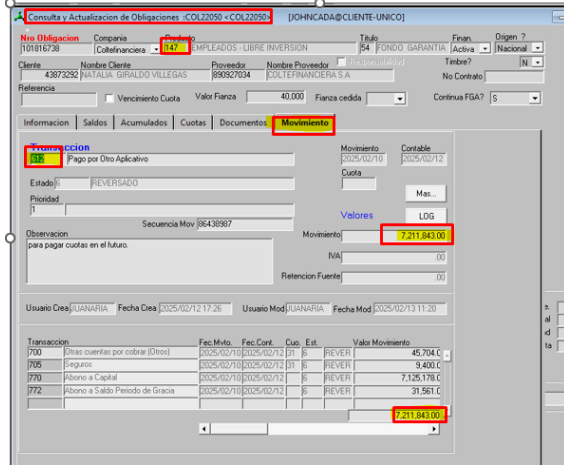 Consulta y Actualizacion de Obligaciones :COL22050 <COL22050> [JOHNCADA@CLIENTE-UNICO]
Nro Obligacion Compania Producto Título Finan. Origen ?
101816738 Coltefinanciera 147 EMPLEADOS - LIBRE INVERSIÓN 54 FONDO GARANTIA Activa Nacional
Cliente Nombre Cliente Proveedor Nombre Proveedor Responsabilidad Timbre?
43873292 NATALIA GIRALDO VILLEGAS 890927034 COLTEFINANCIERA S.A N
No Contrato
Referencia
Vencimiento Cuota Valor Fianza 40,000 Fianza cedida Continua FGA? S
Informacion Saldos Acumulados Cuotas Documentos Movimiento
Transaccion Movimiento Contable
Pago por Otro Aplicativo 2025/02/10 2025/02/12
Cuota
Estado 6 REVERSADO
Mas...
Prioridad
1 Valores LOG
Secuencia Mov 86438987
Observacion Movimiento 7,211,843.00
para pagar cuotas en el futuro.
IVA .00
Retencion Fuente .00
Usuario Crea JUANARIA Fecha Crea 2025/02/12 17:26 Usuario Mod JUANARIA Fecha Mod 2025/02/13 11:20
Transaccion Fec.Mvto. Fec.Cont. Cuo. Est. Valor Movimiento
700 Otras cuentas por cobrar (Otros) 2025/02/10 2025/02/12 31 6 REVER 45,704.0
705 Seguros 2025/02/10 2025/02/12 31 6 REVER 9,400.0
770 Abono a Capital 2025/02/10 2025/02/12 6 REVER 7,125,178.0
772 Abono a Saldo Periodo de Gracia 2025/02/10 2025/02/12 6 REVER 31,561.0
7,211,843.00